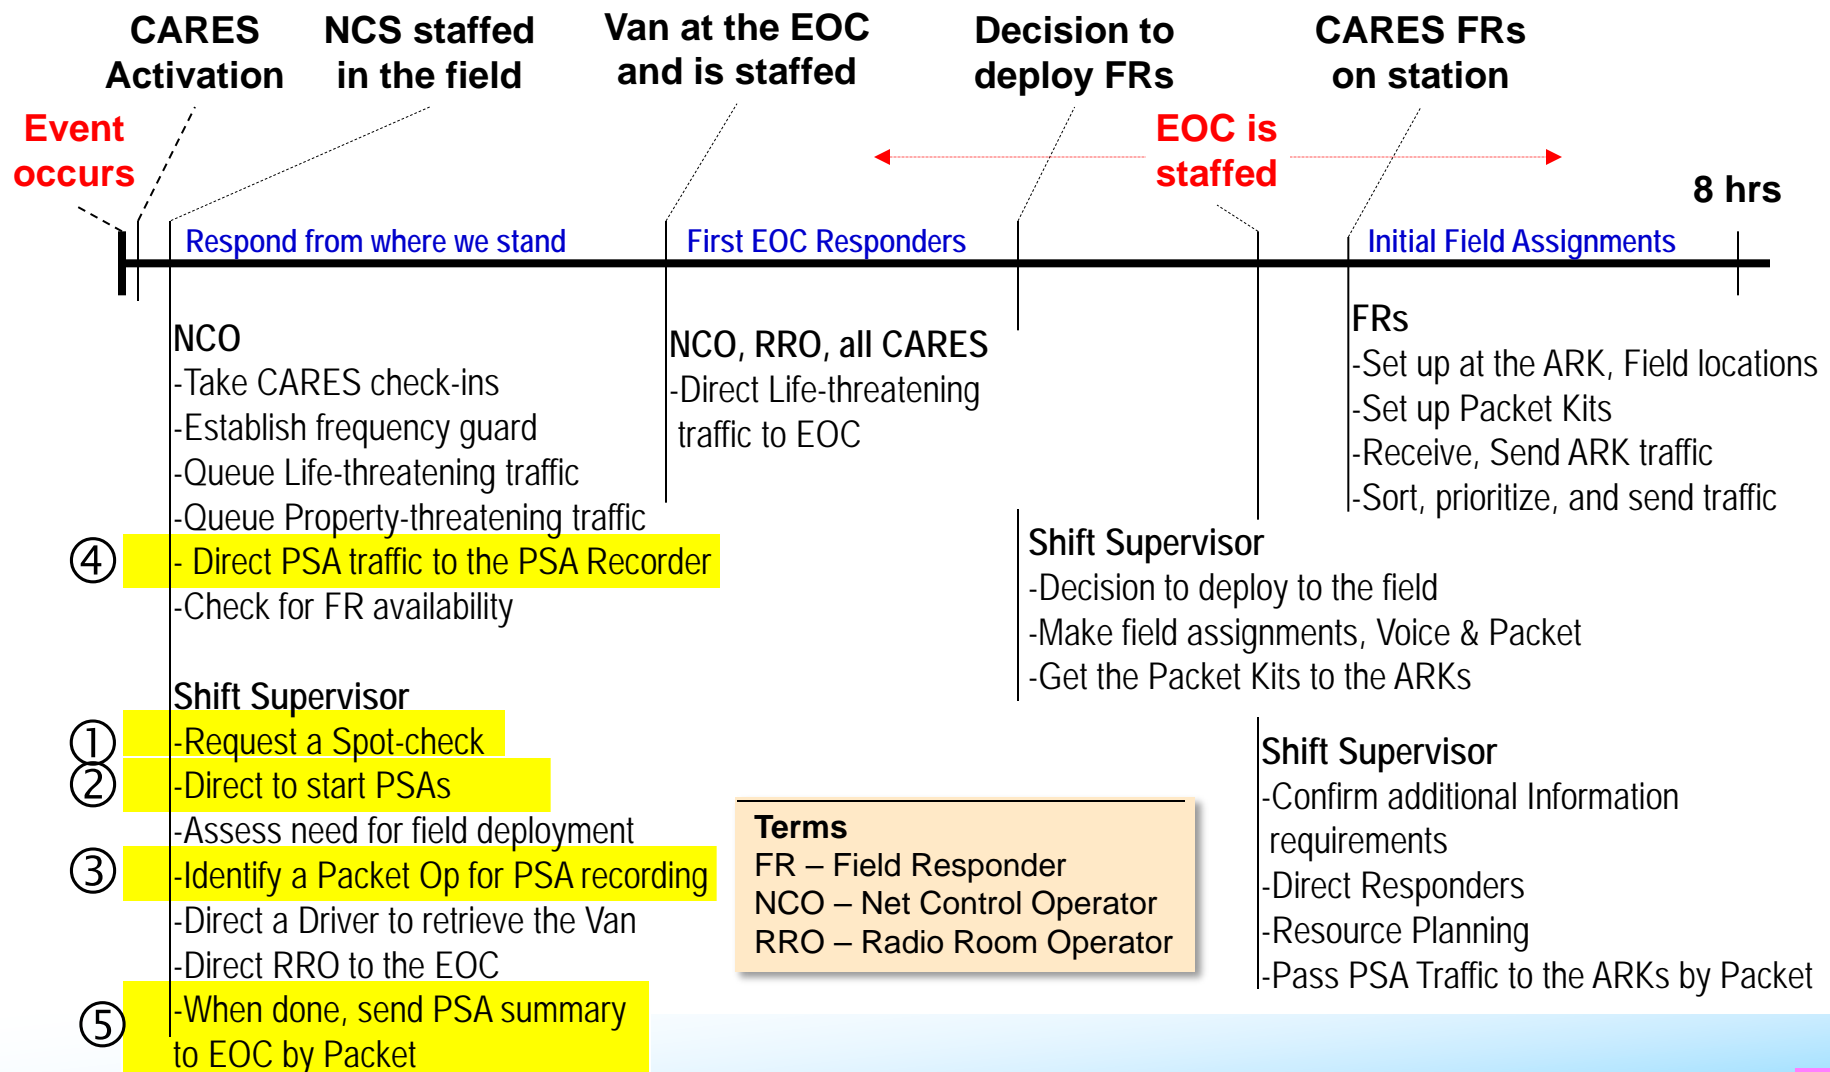 CARES
Activation
NCS staffed
in the field
Van at the EOC
and is staffed
Decision to
deploy FRs
CARES FRs
on station
Event
occurs
EOC is
staffed
8 hrs
Respond from where we stand
First EOC Responders
Initial Field Assignments
NCO
-Take CARES check-ins
-Establish frequency guard
-Queue Life-threatening traffic
-Queue Property-threatening traffic
④ - Direct PSA traffic to the PSA Recorder
-Check for FR availability
Shift Supervisor
① -Request a Spot-check
② -Direct to start PSAs
-Assess need for field deployment
③ -Identify a Packet Op for PSA recording
-Direct a Driver to retrieve the Van
-Direct RRO to the EOC
⑤ -When done, send PSA summary
to EOC by Packet
NCO, RRO, all CARES
-Direct Life-threatening
traffic to EOC
Shift Supervisor
-Decision to deploy to the field
-Make field assignments, Voice & Packet
-Get the Packet Kits to the ARKs
FRs
-Set up at the ARK, Field locations
-Set up Packet Kits
-Receive, Send ARK traffic
-Sort, prioritize, and send traffic
Shift Supervisor
-Confirm additional Information
requirements
-Direct Responders
-Resource Planning
-Pass PSA Traffic to the ARKs by Packet
Terms
FR – Field Responder
NCO – Net Control Operator
RRO – Radio Room Operator